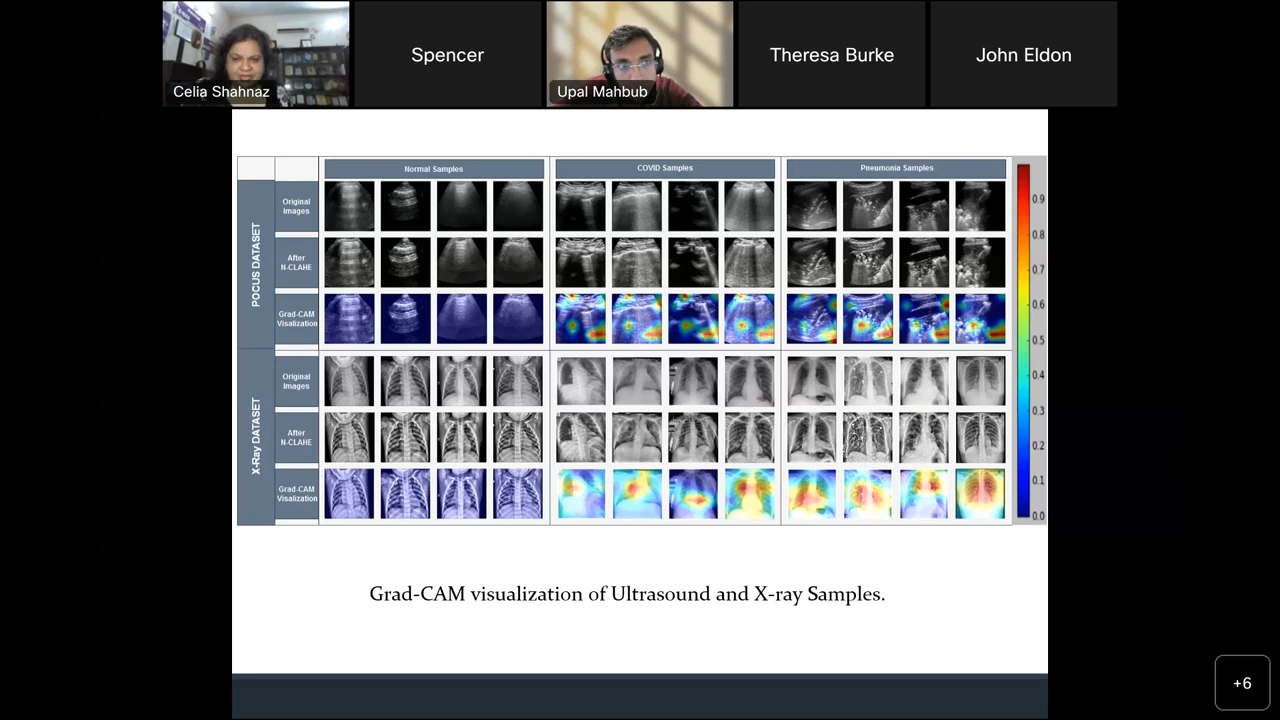 Celia Shahnaz
Spencer
Upal Mahbub
Theresa Burke
John Eldon
Normal Samples
COVID Samples
Pneumonia Samples
POCUS DATASET
Original
Images
After
N-CLAHE
Grad-CAM
Visalization
X-Ray DATASET
Original
Images
After
N-CLAHE
Grad-CAM
Visalization
0.9
0.8
0.7
0.6
0.5
0.4
0.3
0.2
0.1
0.0
Grad-CAM visualization of Ultrasound and X-ray Samples.
+6